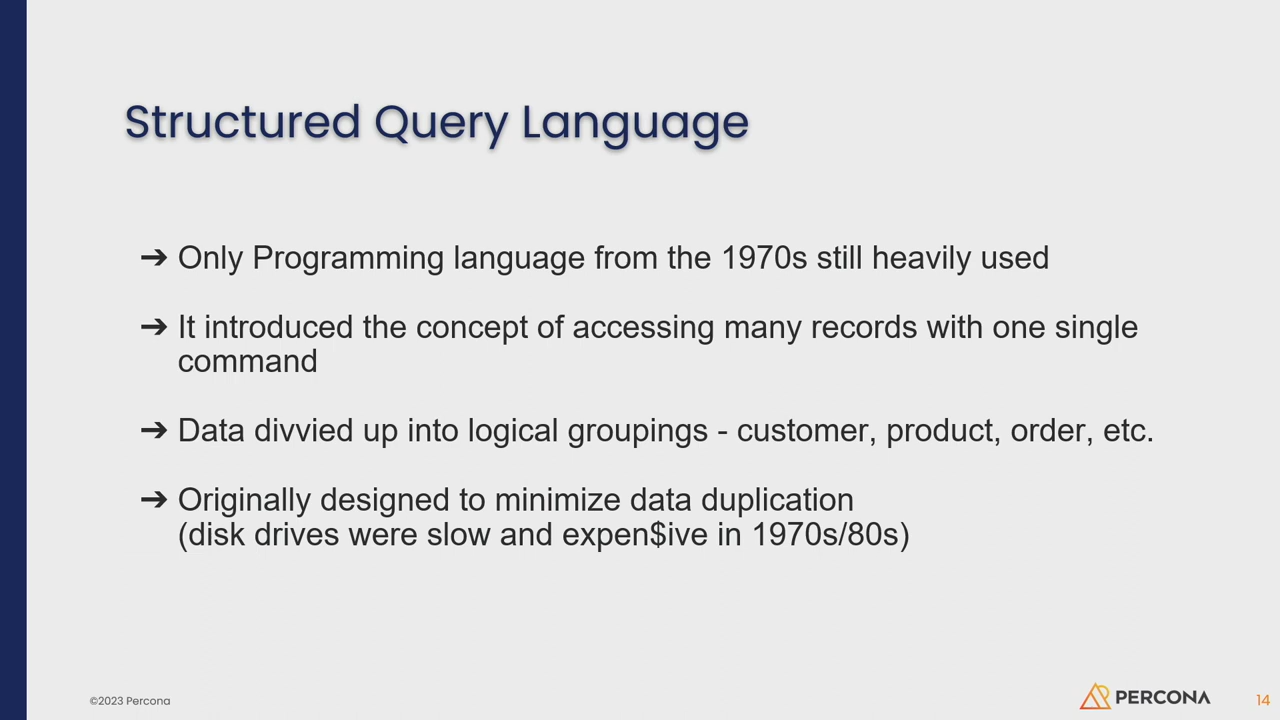 Structured Query Language
➔ Only Programming language from the 1970s still heavily used
➔ It introduced the concept of accessing many records with one single
command
➔ Data divvied up into logical groupings - customer, product, order, etc.
➔ Originally designed to minimize data duplication
(disk drives were slow and expen$ive in 1970s/80s)
©2023 Percona
PERCONA
14